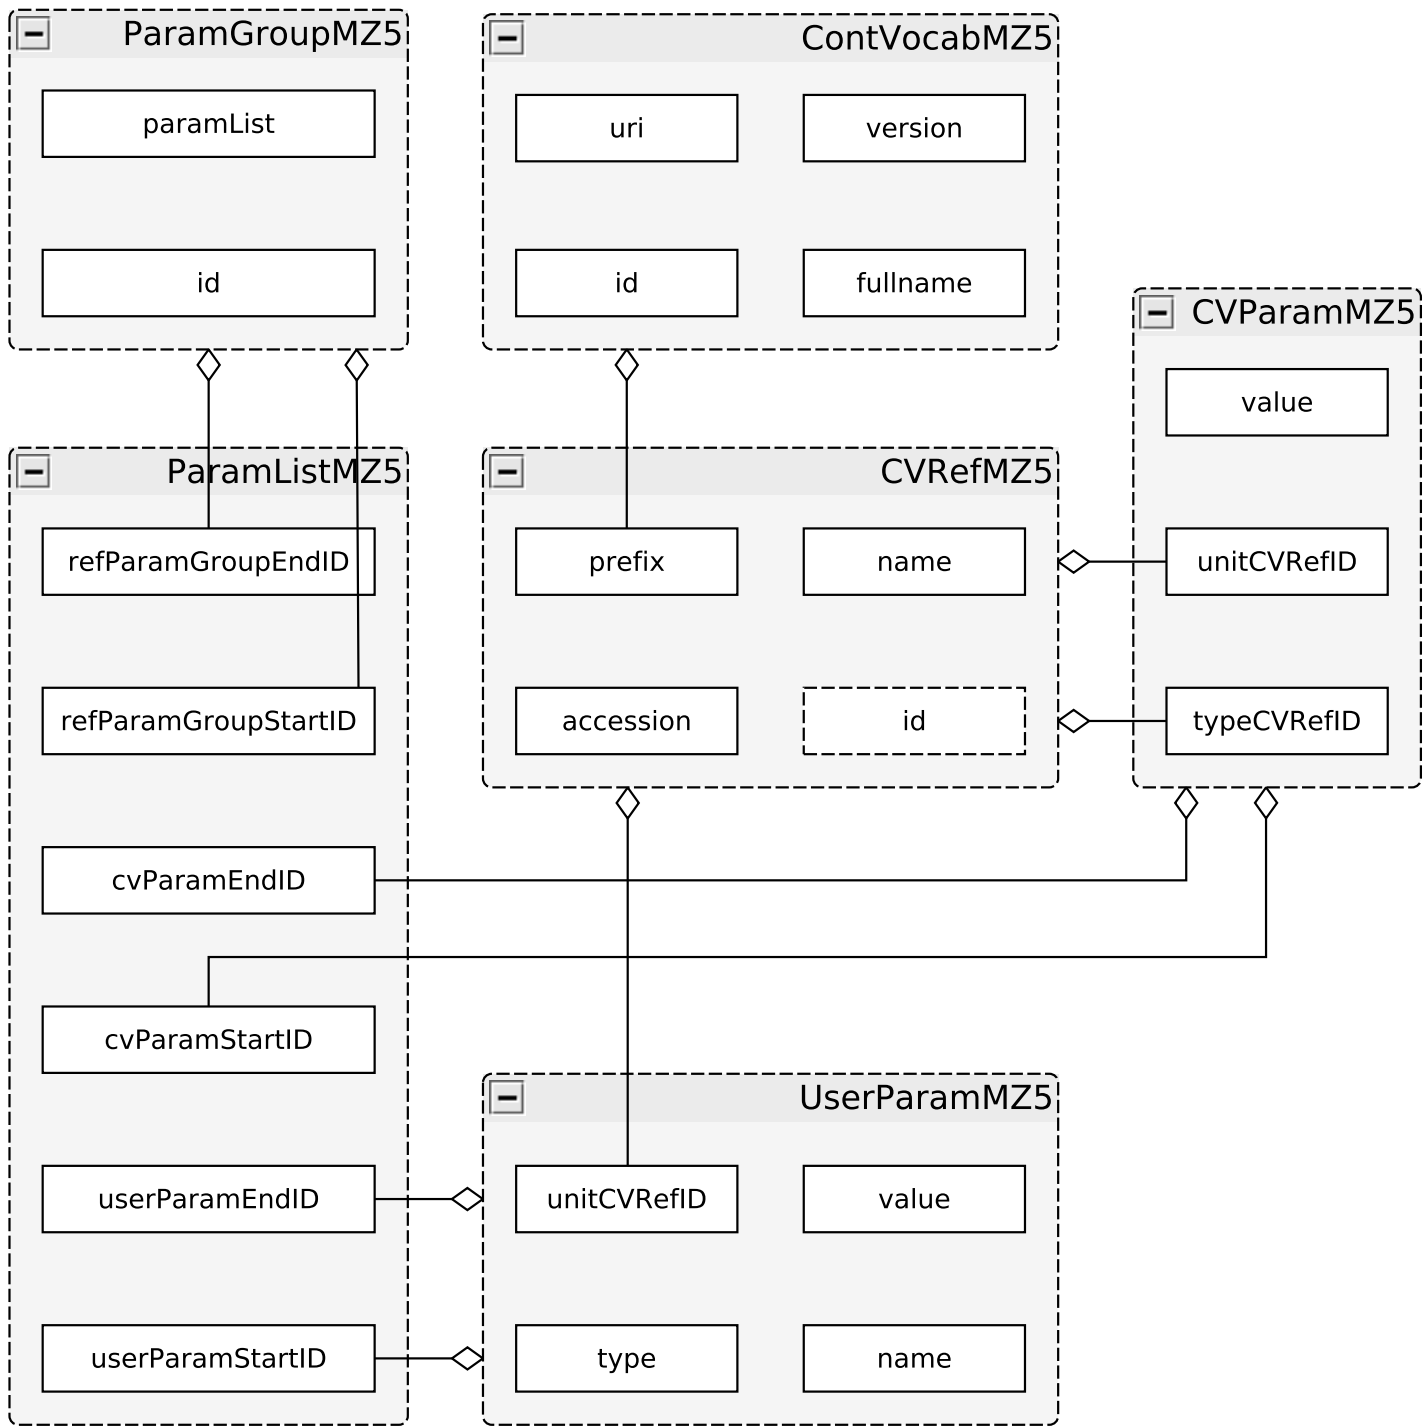 ParamGroupMZ5
paramList
id
ContVocabMZ5
uri
version
id
fullname
CVParamMZ5
value
unitCVRefID
typeCVRefID
ParamListMZ5
refParamGroupEndID
refParamGroupStartID
cvParamEndID
cvParamStartID
userParamEndID
userParamStartID
CVRefMZ5
prefix
name
accession
id
UserParamMZ5
unitCVRefID
value
type
name